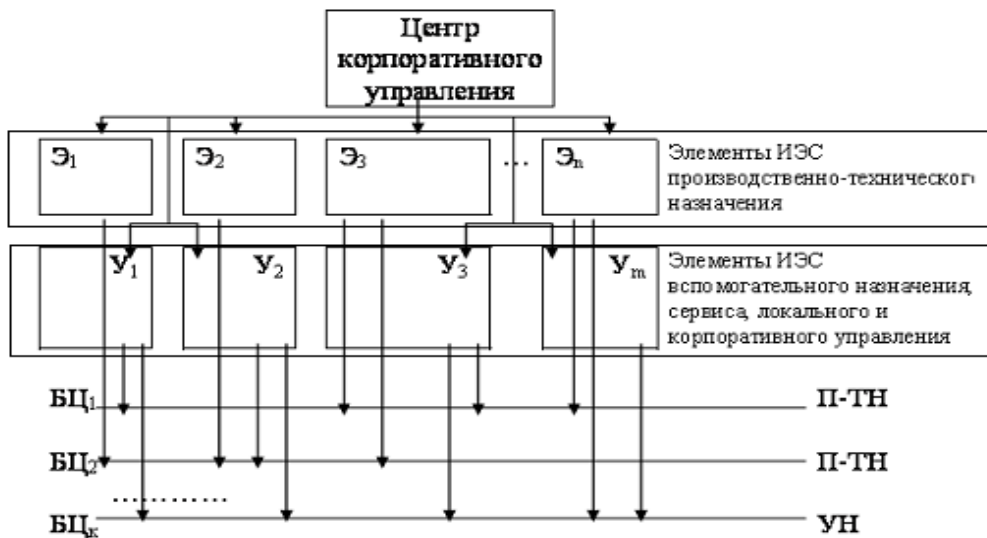 Центр
корпоративного
управления
Э1 Э2 Э3 ... Эn
Элементы ИЭС
производственно-технического
назначения
У1 У2 У3 Уm
Элементы ИЭС
вспомогательного назначения,
сервиса, локального и
корпоративного управления
БЦ1 П-ТН
БЦ2 П-ТН
..................
БЦк УН